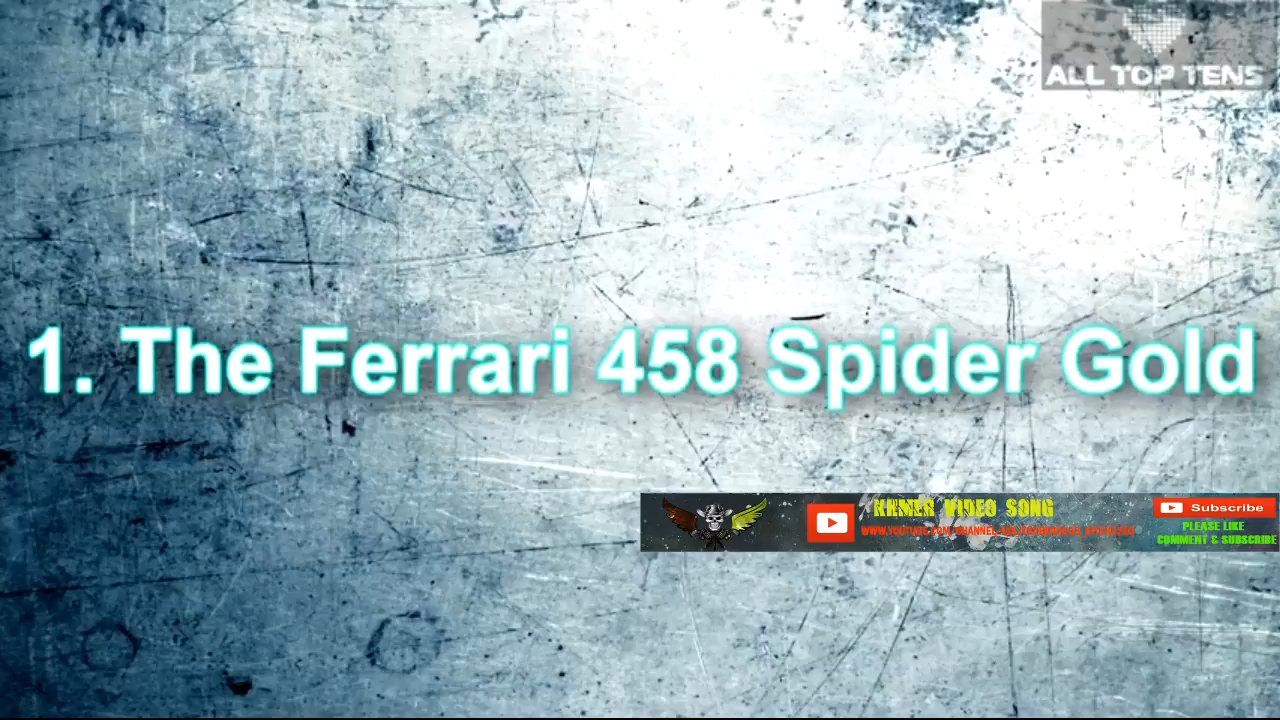 ALL TOP TENS
1. The Ferrari 458 Spider Gold
KHMER VIDEO SONG
Subscribe
PLEASE LIKE
COMMENT & SUBSCRIBE